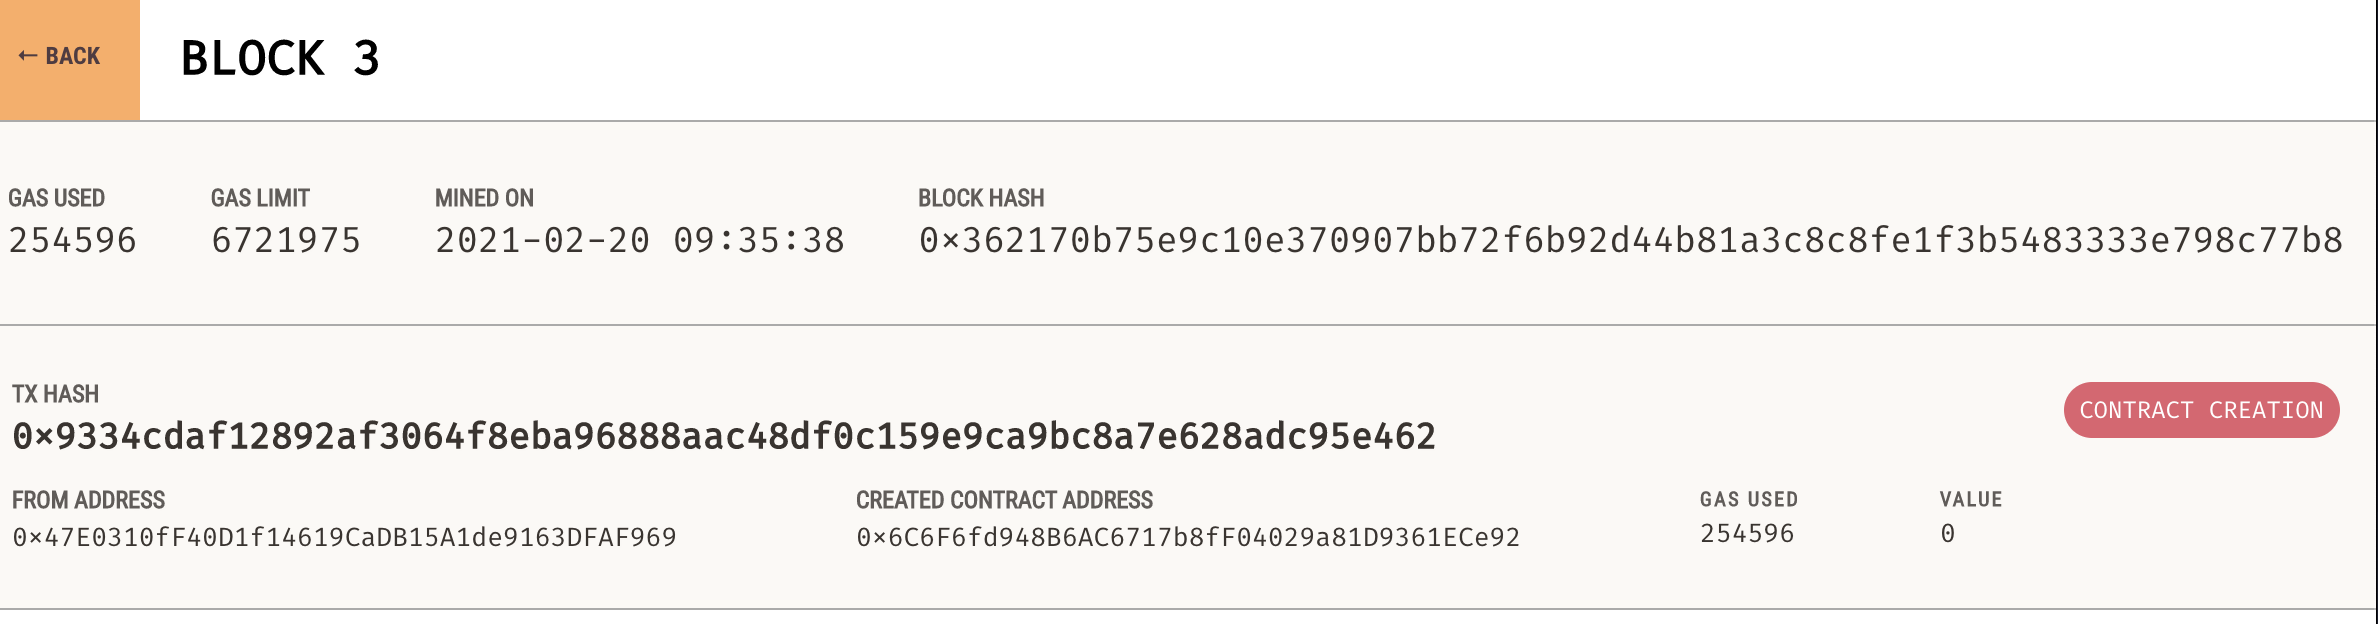 ← BACK
BLOCK 3
GAS USED
254596
GAS LIMIT
6721975
MINED ON
2021-02-20 09:35:38
BLOCK HASH
0×362170b75e9c10e370907bb72f6b92d44b81a3c8c8fe1f3b5483333e798c77b8
TX HASH
0×9334cdaf12892af3064f8eba96888aac48df0c159e9ca9bc8a7e628adc95e462
CONTRACT CREATION
FROM ADDRESS
0×47E0310fF40D1f14619CaDB15A1de9163DFAF969
CREATED CONTRACT ADDRESS
0×6C6F6fd948B6AC6717b8fF04029a81D9361ECe92
GAS USED
254596
VALUE
0